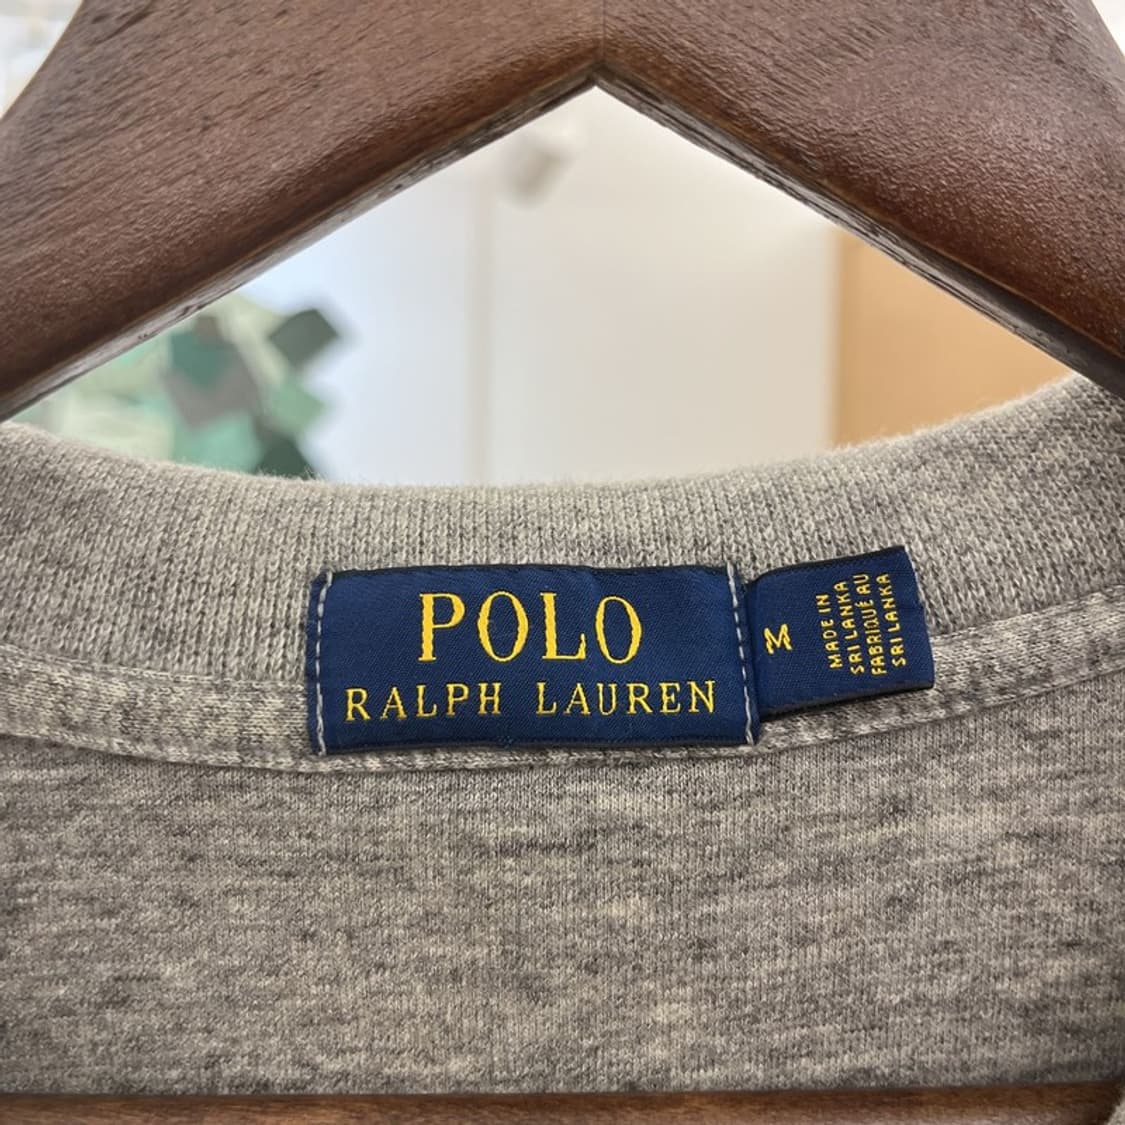 POLO
RALPH LAUREN
M
MADE IN
SRI LANKA
FABRIQUÉ AU
SRI LANKA